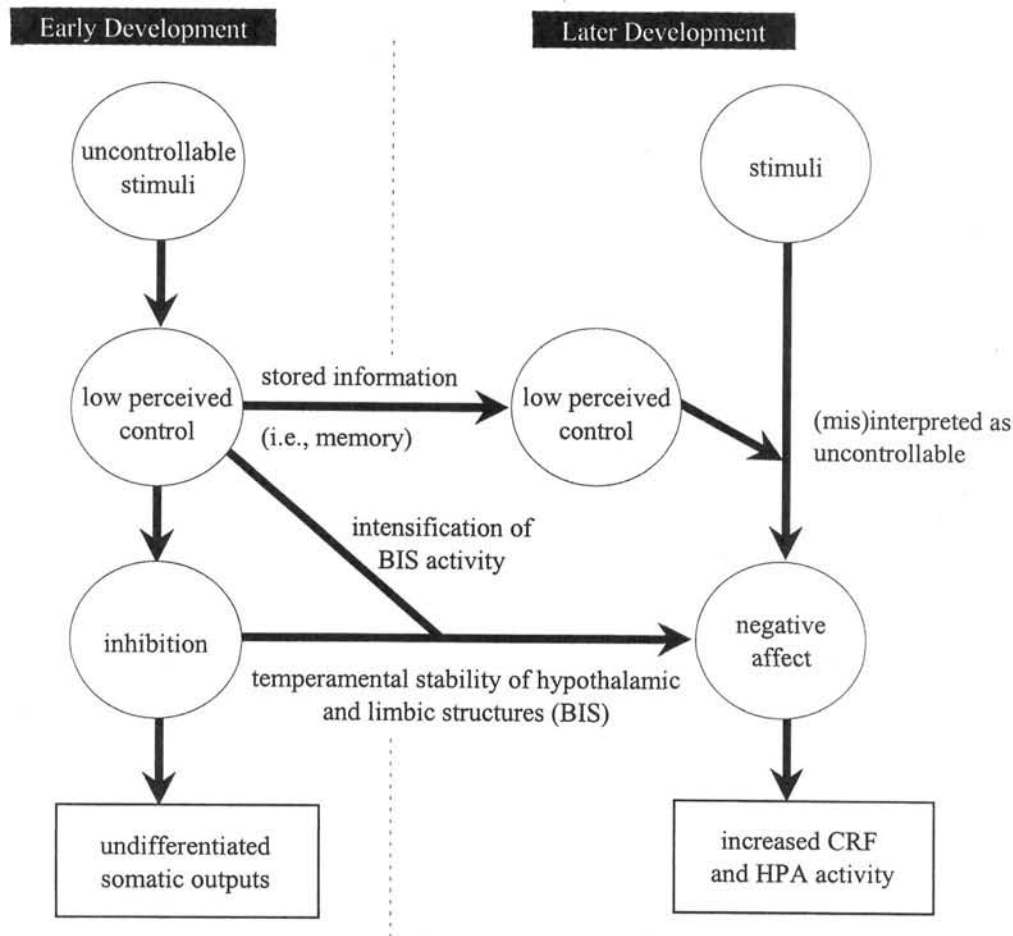 Early Development
Later Development
uncontrollable
stimuli
stimuli
low perceived
control
stored information
(i.e., memory)
low perceived
control
(mis)interpreted as
uncontrollable
intensification of
BIS activity
inhibition
negative
affect
temperamental stability of hypothalamic
and limbic structures (BIS)
undifferentiated
somatic outputs
increased CRF
and HPA activity